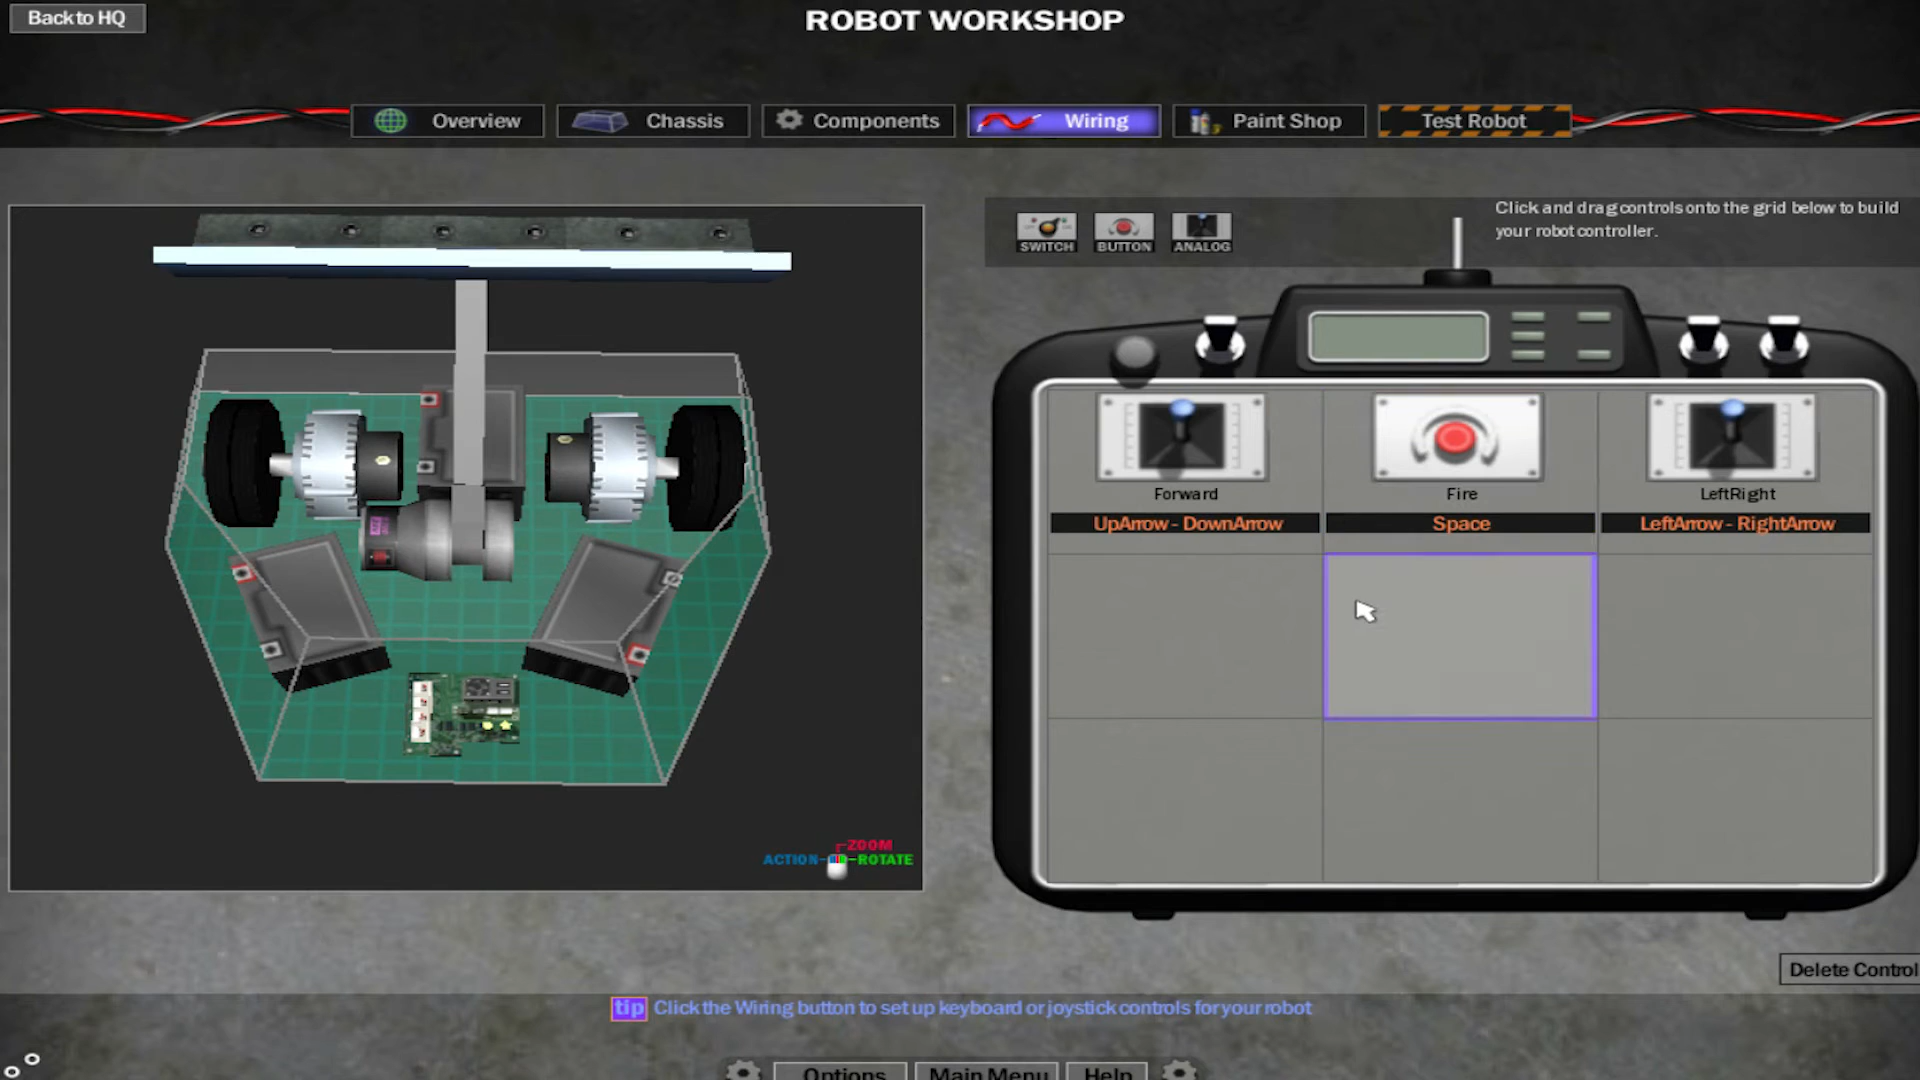 Back to HQ
ROBOT WORKSHOP
Overview
Chassis
Components
Wiring
Paint Shop
Test Robot
SWITCH
BUTTON
ANALOG
Click and drag controls onto the grid below to build
your robot controller.
Forward
Fire
LeftRight
UpArrow - DownArrow
Space
LeftArrow - RightArrow
ZOOM
ACTION
ROTATE
Delete Control
tip Click the Wiring button to set up keyboard or joystick controls for your robot
Options
Main Menu
Help